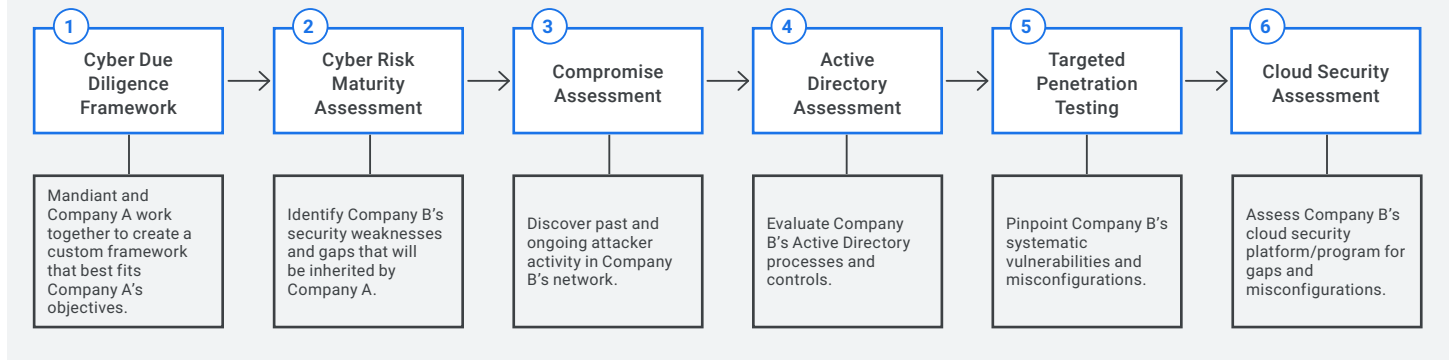 1
Cyber Due
Diligence
Framework
Mandiant and
Company A work
together to create a
custom framework
that best fits
Company A's
objectives.
2
Cyber Risk
Maturity
Assessment
Identify Company B's
security weaknesses
and gaps that will
be inherited by
Company A.
3
Compromise
Assessment
Discover past and
ongoing attacker
activity in Company
B's network.
4
Active
Directory
Assessment
Evaluate Company
B's Active Directory
processes and
controls.
5
Targeted
Penetration
Testing
Pinpoint Company B's
systematic
vulnerabilities and
misconfigurations.
6
Cloud Security
Assessment
Assess Company B's
cloud security
platform/program for
gaps and
misconfigurations.